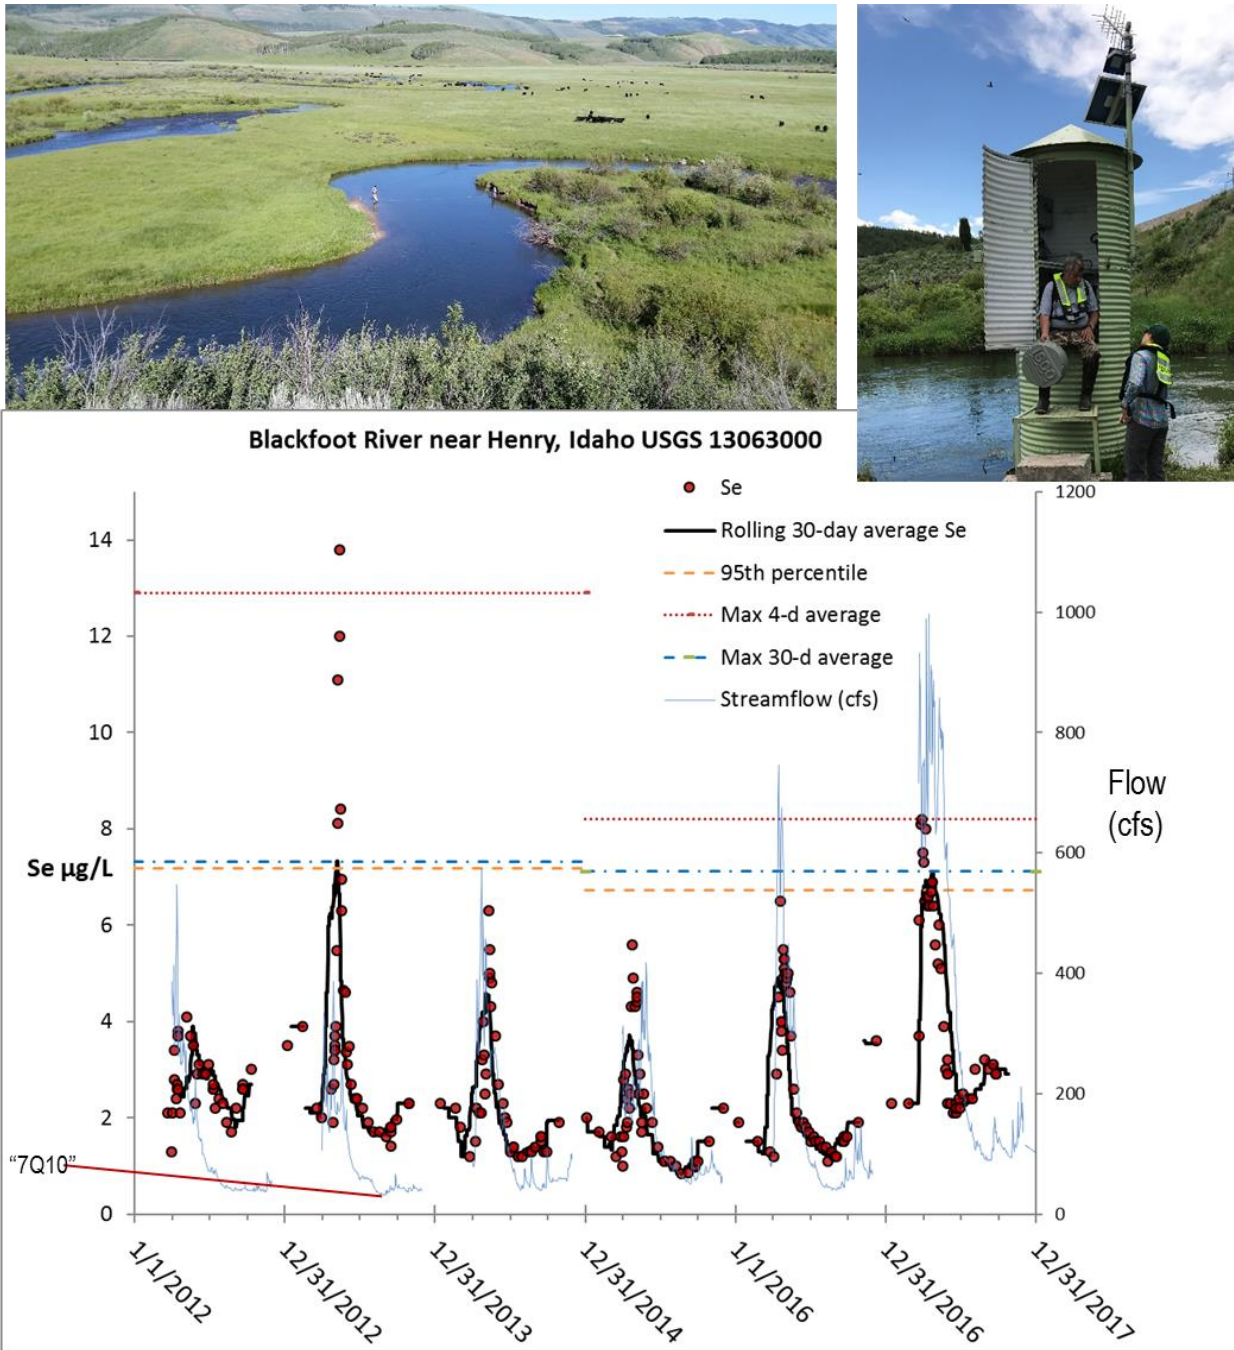 Blackfoot River near Henry, Idaho USGS 13063000
Se
Rolling 30-day average Se
95th percentile
Max 4-d average
Max 30-d average
Streamflow (cfs)
14
12
10
8
6
4
2
0
Se µg/L
"7Q10"
1200
1000
800
600
400
200
0
Flow
(cfs)
1/1/2012
12/31/2012
12/31/2013
12/31/2014
1/1/2016
12/31/2016
12/31/2017